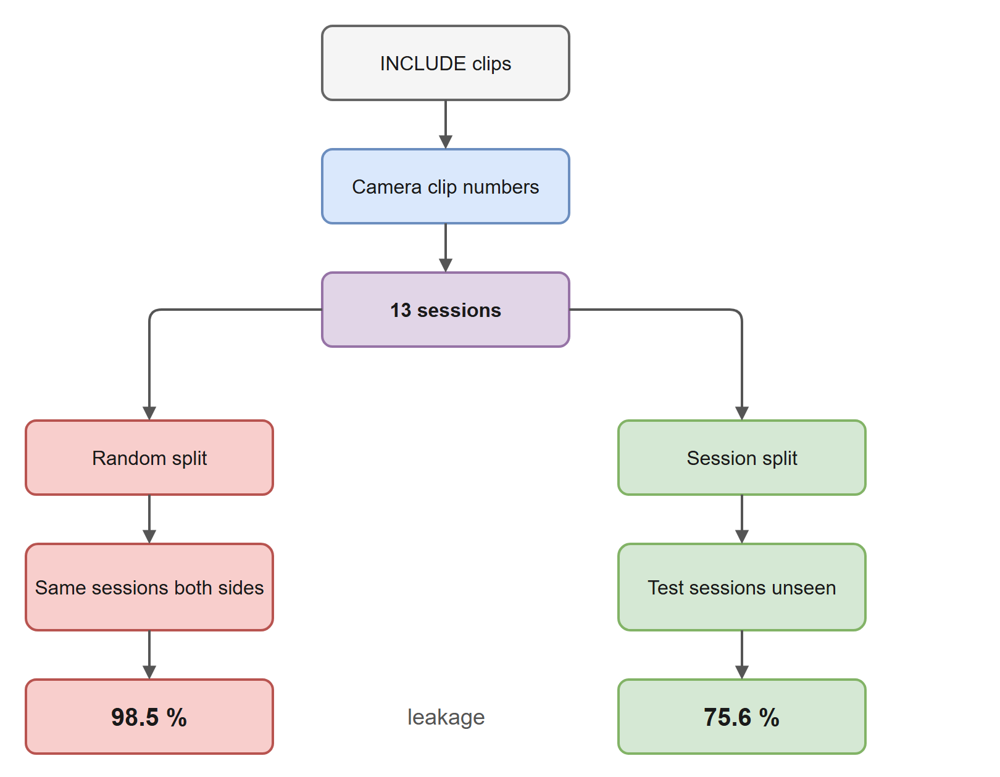 INCLUDE clips
Camera clip numbers
13 sessions
Random split
Session split
Same sessions both sides
Test sessions unseen
98.5 %
leakage
75.6 %